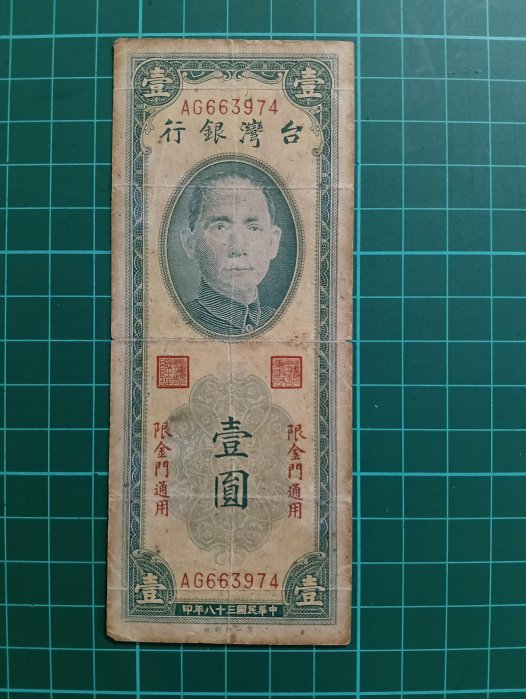 壹 壹
AG663974
台灣銀行
限金門通用
壹圓
限金門通用
AG663974
壹 壹
中華民國三十八年印